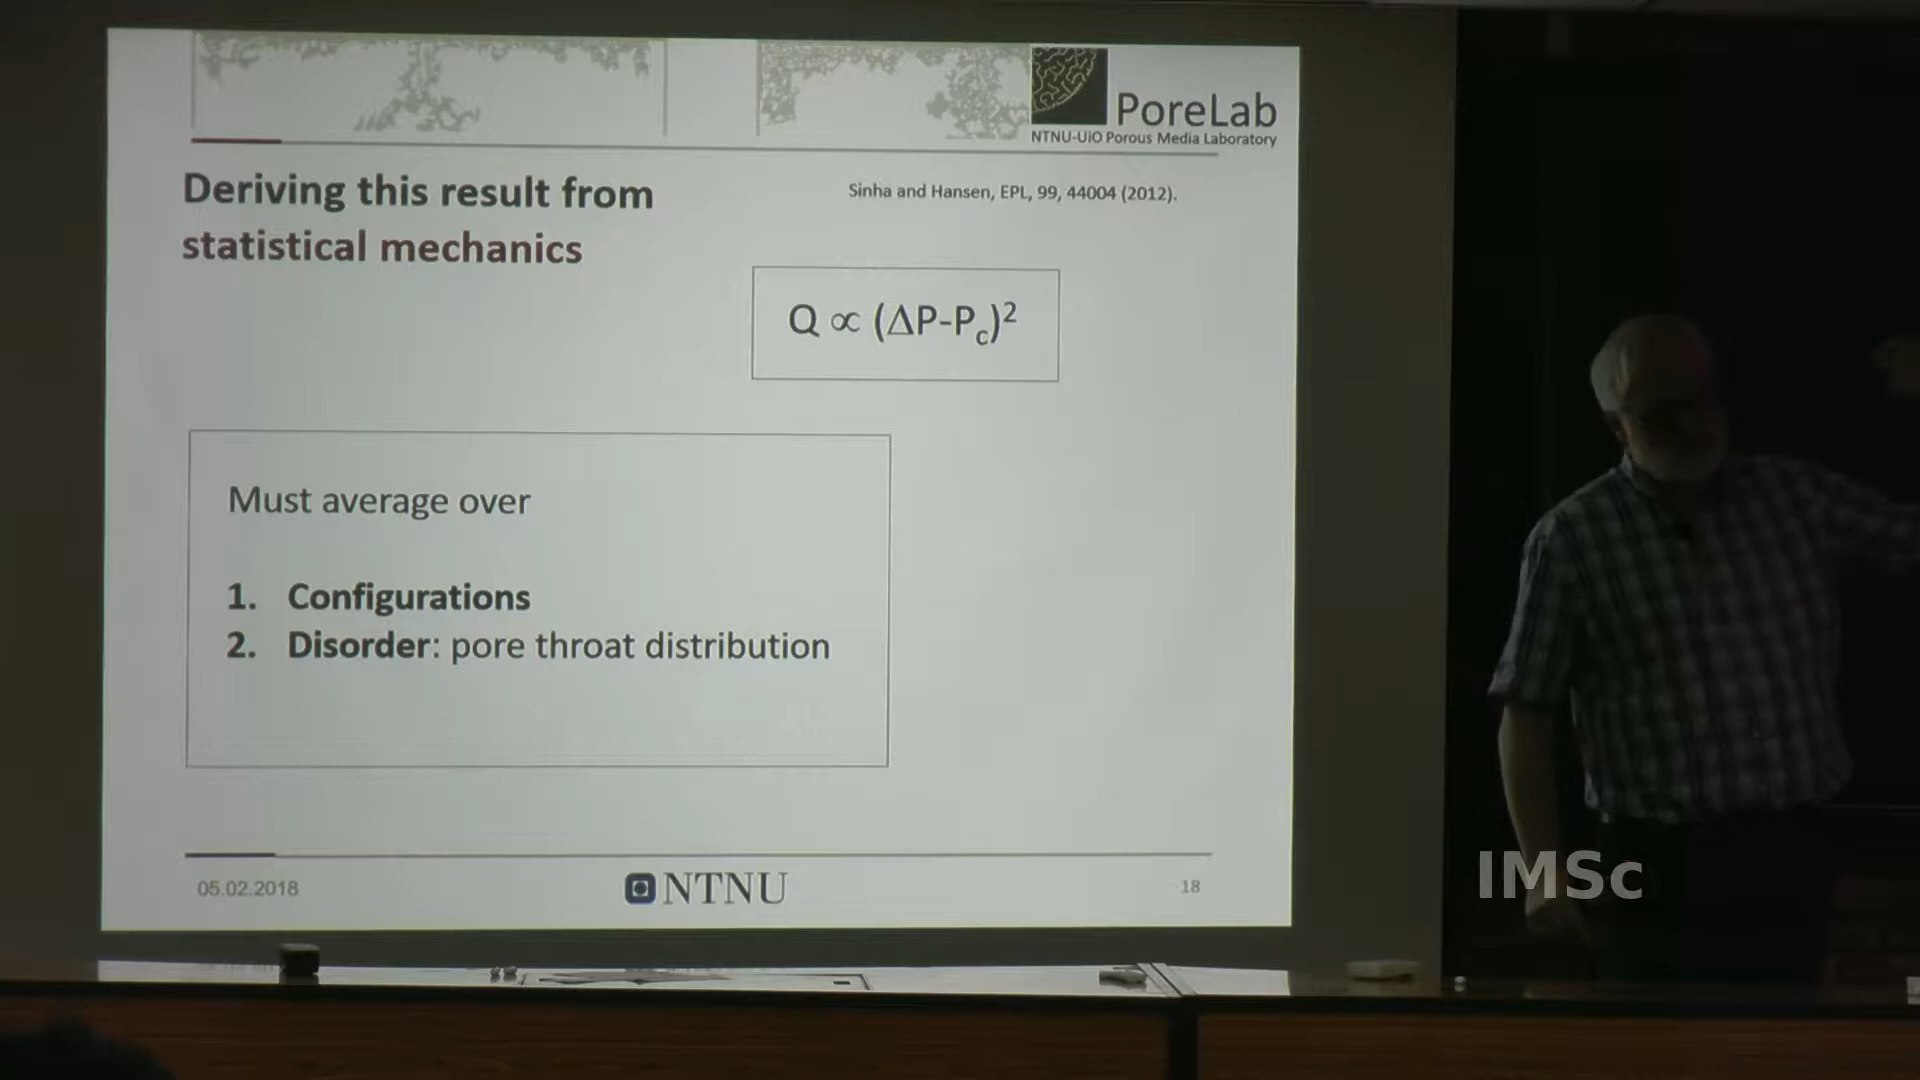 PoreLab
NTNU-UiO Porous Media Laboratory
Deriving this result from
statistical mechanics
Sinha and Hansen, EPL, 99, 44004 (2012).
Q ∝ (ΔP-Pc)²
Must average over
1. Configurations
2. Disorder: pore throat distribution
05.02.2018
NTNU
18
IMSc